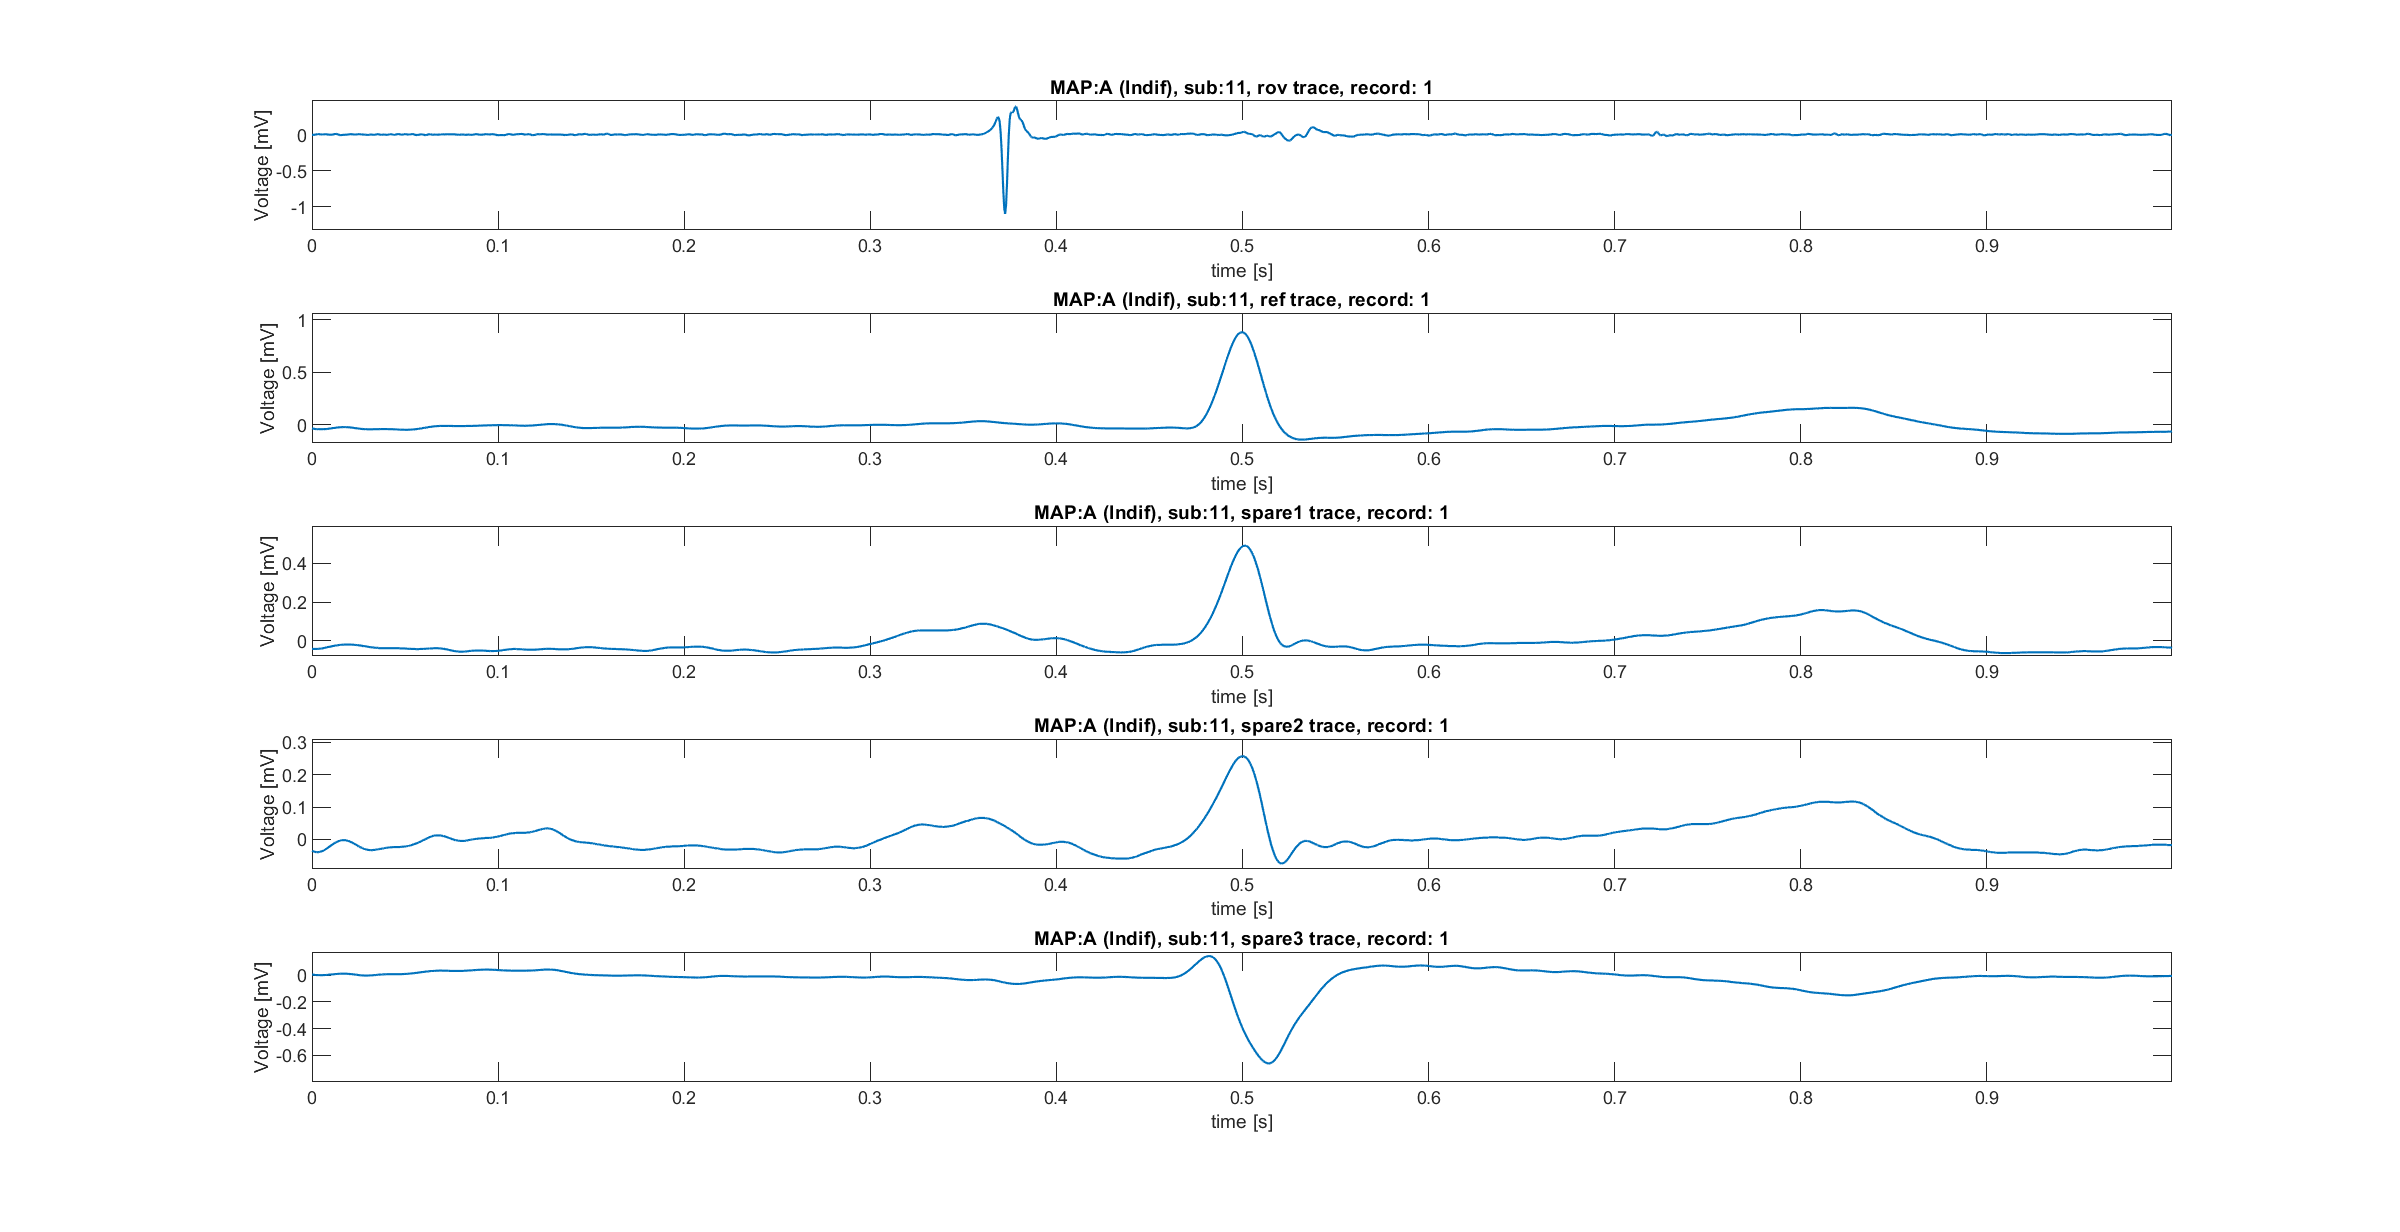 MAP:A (Indif), sub:11, rov trace, record: 1
Voltage [mV]
0
-0.5
-1
0 0.1 0.2 0.3 0.4 0.5 0.6 0.7 0.8 0.9
time [s]
MAP:A (Indif), sub:11, ref trace, record: 1
Voltage [mV]
1
0.5
0
0 0.1 0.2 0.3 0.4 0.5 0.6 0.7 0.8 0.9
time [s]
MAP:A (Indif), sub:11, spare1 trace, record: 1
Voltage [mV]
0.4
0.2
0
0 0.1 0.2 0.3 0.4 0.5 0.6 0.7 0.8 0.9
time [s]
MAP:A (Indif), sub:11, spare2 trace, record: 1
Voltage [mV]
0.3
0.2
0.1
0
0 0.1 0.2 0.3 0.4 0.5 0.6 0.7 0.8 0.9
time [s]
MAP:A (Indif), sub:11, spare3 trace, record: 1
Voltage [mV]
0
-0.2
-0.4
-0.6
0 0.1 0.2 0.3 0.4 0.5 0.6 0.7 0.8 0.9
time [s]